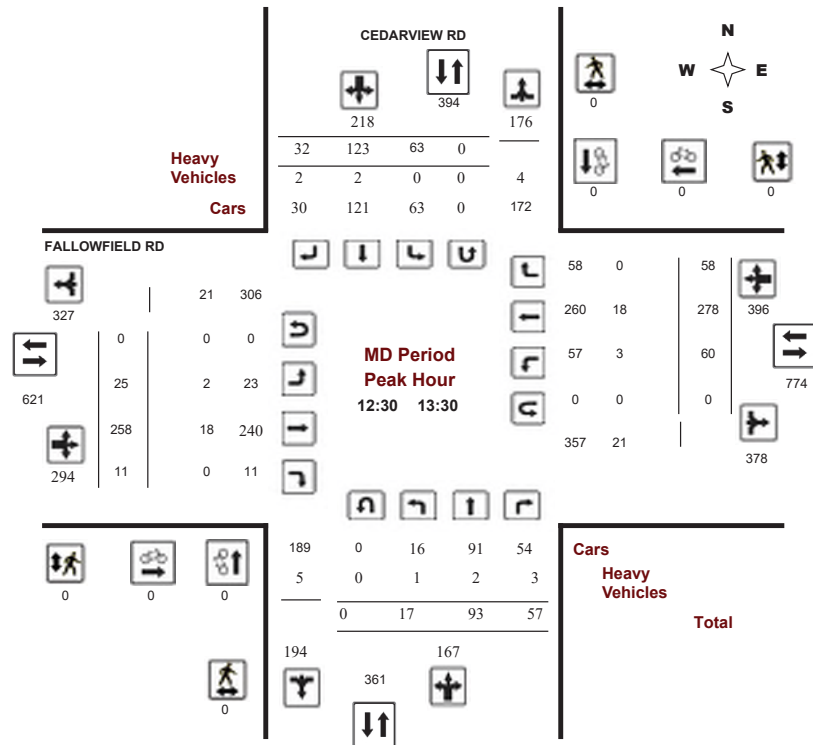 CEDARVIEW RD
N
W E
S
394
0
218 176
32 123 63 0
Heavy
Vehicles
2 2 0 0 4
Cars
30 121 63 0 172
0 0 0
FALLOWFIELD RD
58 0 58
21 306
327
260 18 278 396
0 0 0
MD Period
Peak Hour
12:30 13:30
57 3 60
774
621
25 2 23
0 0 0
258 18 240
357 21
378
294 11 0 11
189 0 16 91 54
Cars
5 0 1 2 3
Heavy
Vehicles
0 0 0
0 17 93 57
Total
194 361 167
0